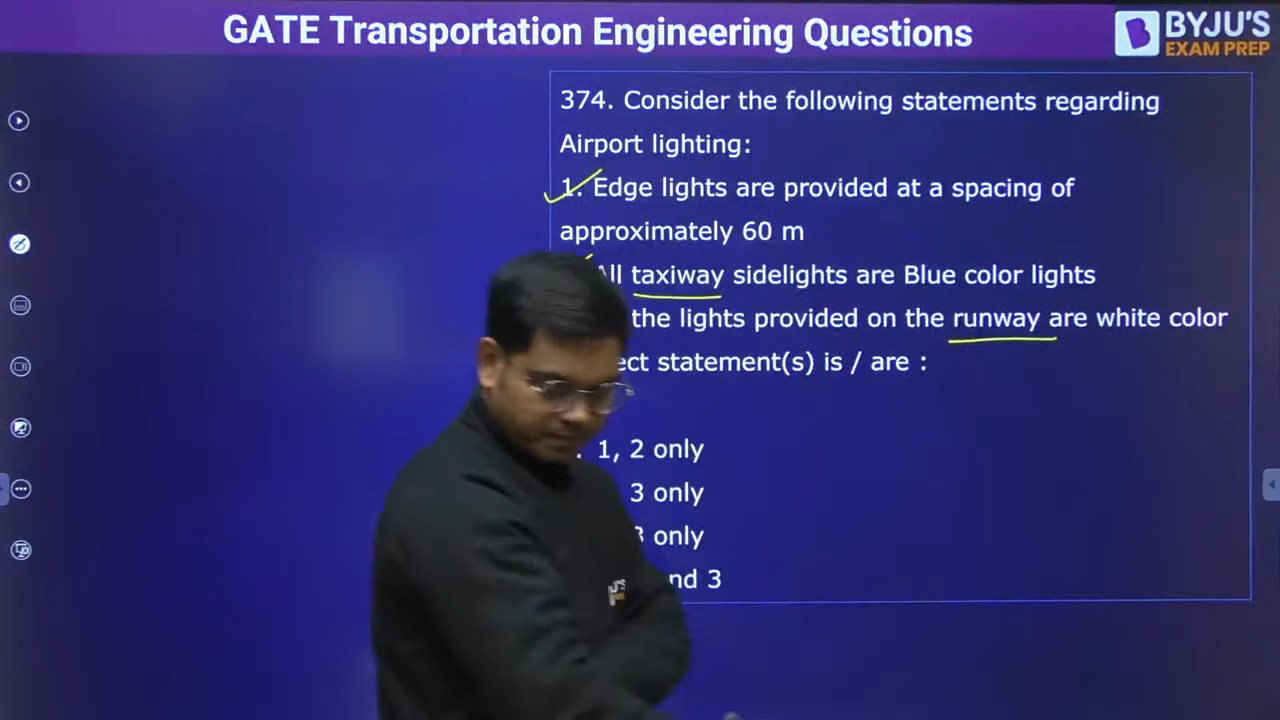 GATE Transportation Engineering Questions
BYJU'S
EXAM PREP
374. Consider the following statements regarding
Airport lighting:
1. Edge lights are provided at a spacing of
approximately 60 m
All taxiway sidelights are Blue color lights
the lights provided on the runway are white color
statement(s) is / are :
1, 2 only
3 only
only
3